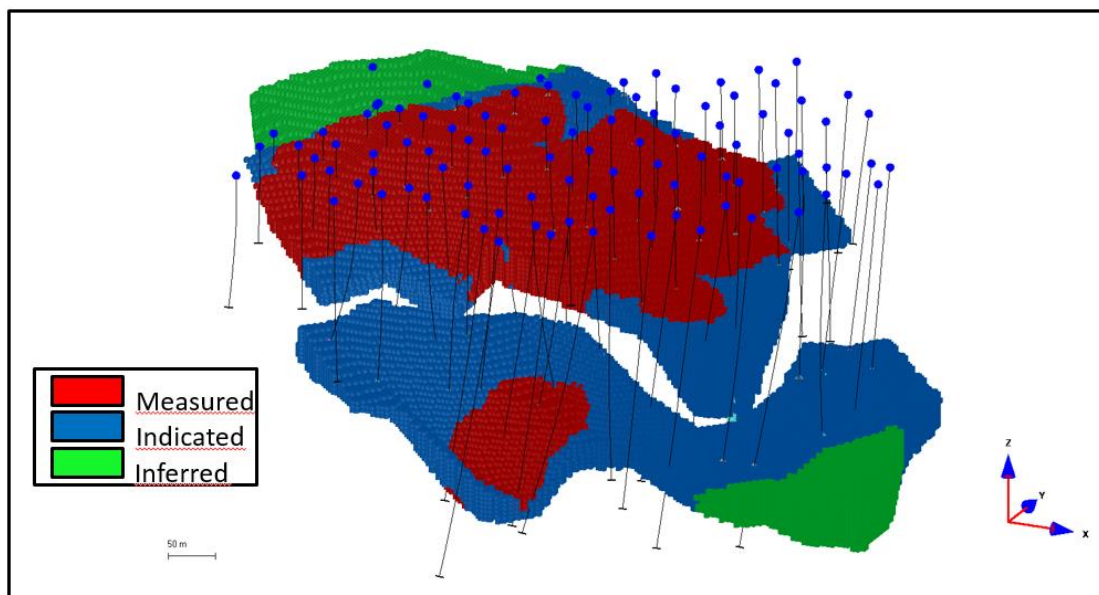 Measured
Indicated
Inferred
50 m
Z
Y
X